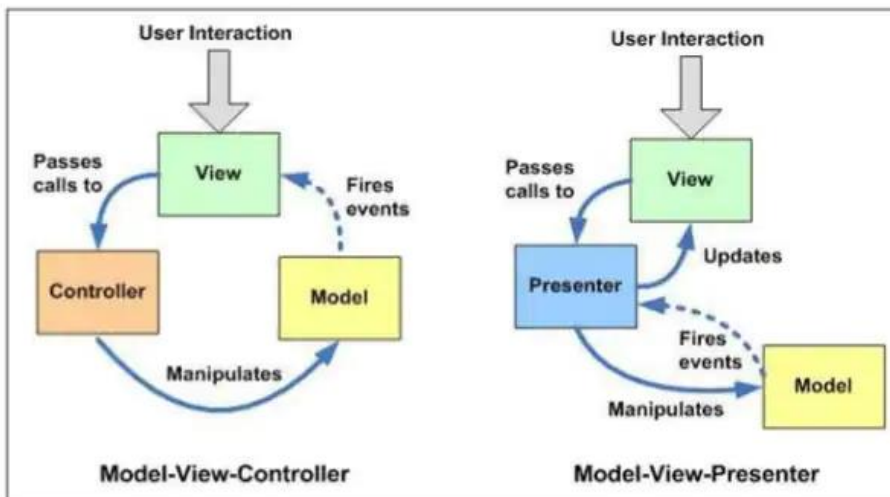 User Interaction
Passes
calls to
View
Fires
events
Controller
Model
Manipulates
Model-View-Controller
User Interaction
Passes
calls to
View
Updates
Presenter
Fires
events
Model
Manipulates
Model-View-Presenter